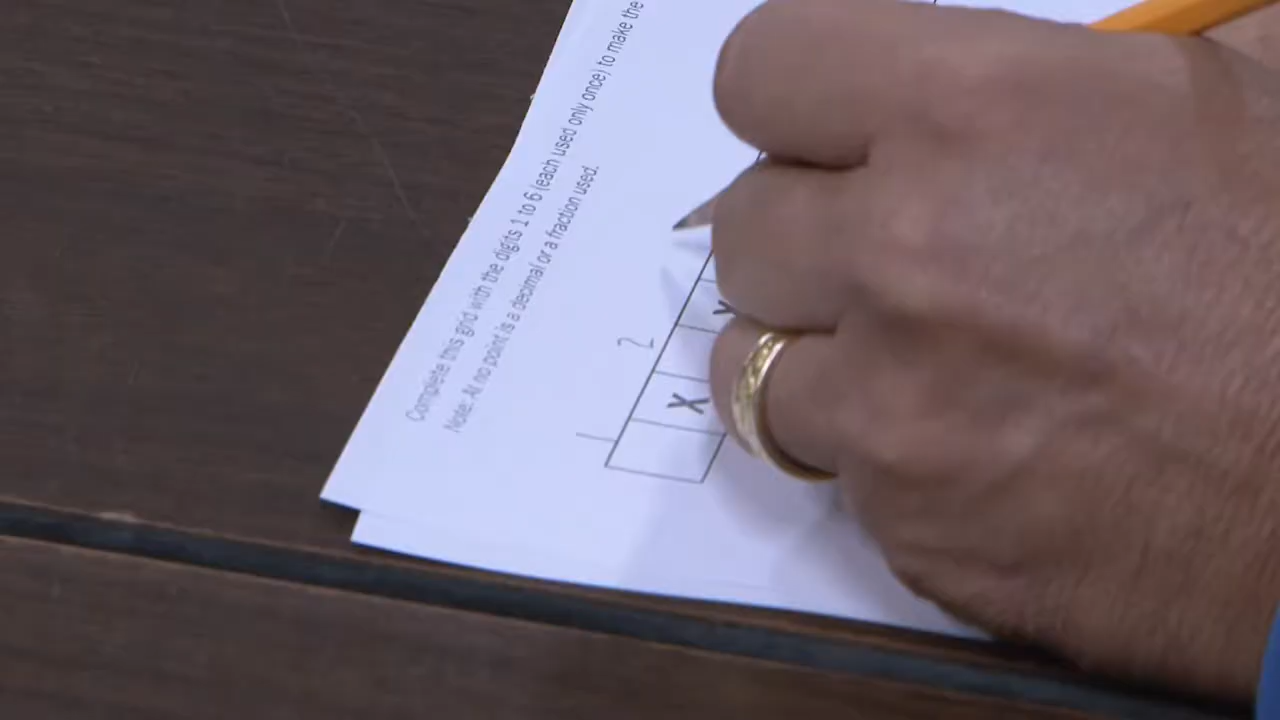 Complete this grid with the digits 1 to 6 (each used only once) to make the
Note: At no point is a decimal or a fraction used.
1 2
X